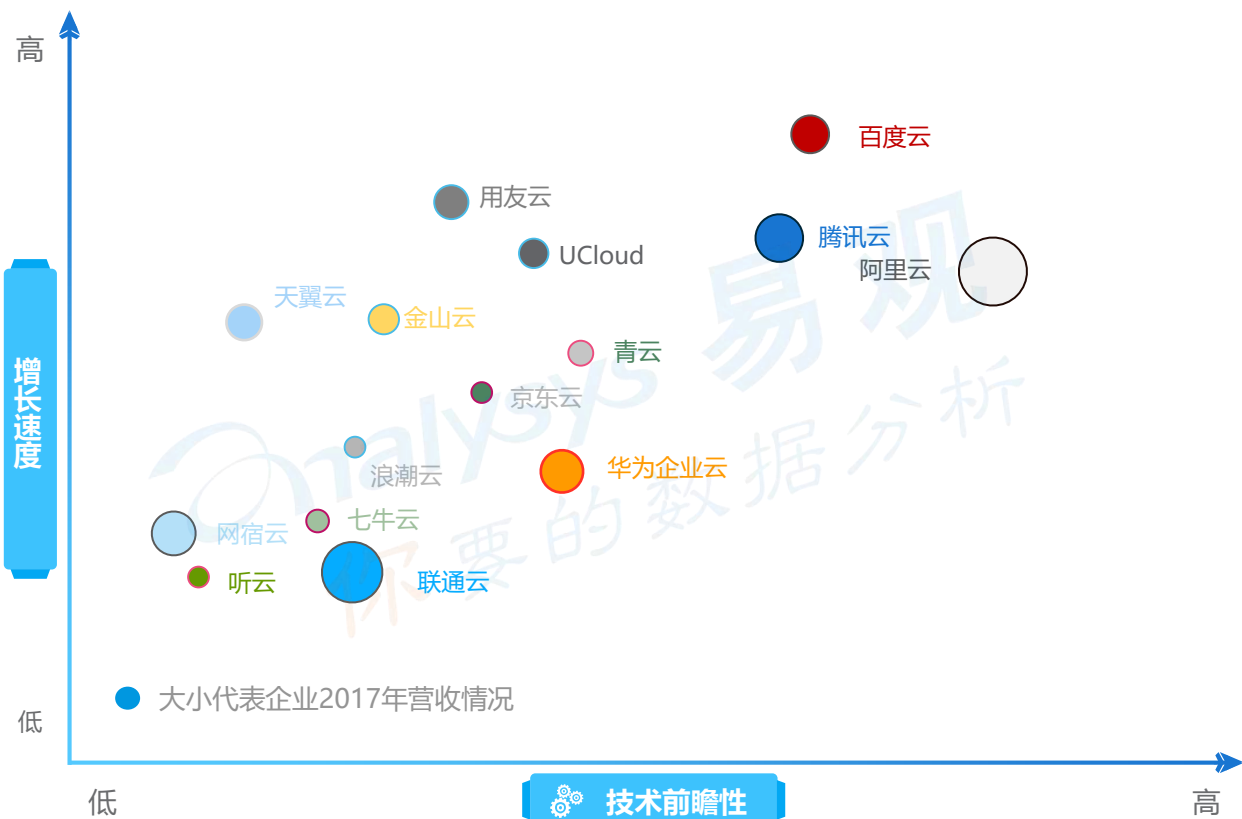 高
百度云
用友云
腾讯云
UCloud
阿里云
天翼云
金山云
青云
增长速度
京东云
浪潮云
华为企业云
七牛云
网宿云
听云
联通云
analysys 易观
你要的数据分析
大小代表企业2017年营收情况
低
低
技术前瞻性
高